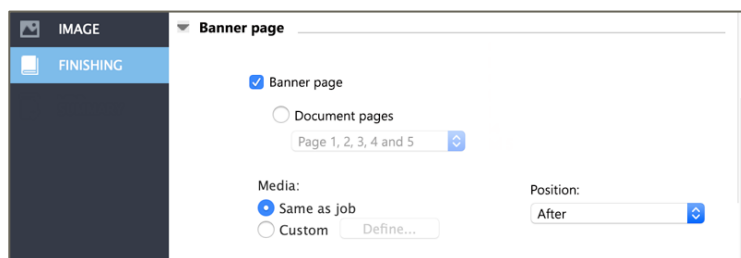 IMAGE
FINISHING
Banner page
Banner page
Document pages
Page 1, 2, 3, 4 and 5
Media:
Same as job
Custom
Define...
Position:
After